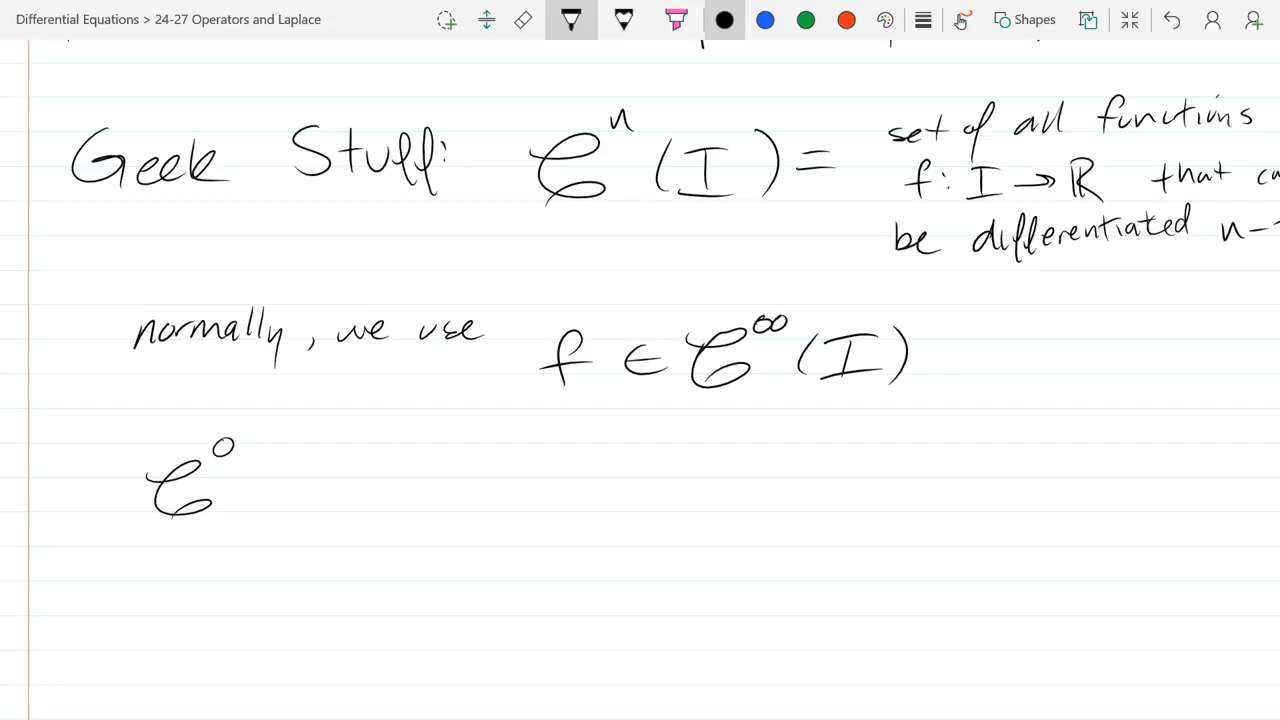 Differential Equations > 24-27 Operators and Laplace
Shapes
Geek Stuff: 𝒞ⁿ (I) = set of all functions
f: I → ℝ that
be differentiated n-
normally, we use f ∈ 𝒞^∞ (I)
𝒞⁰